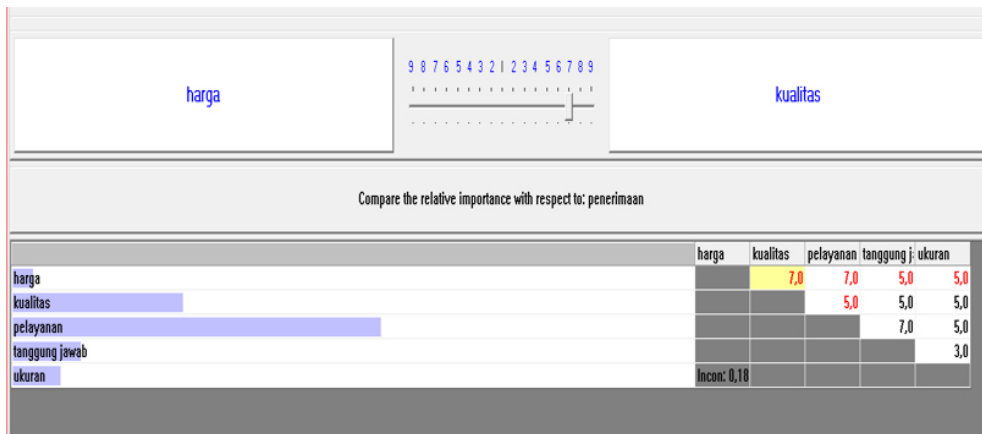 harga
9 8 7 6 5 4 3 2 1 2 3 4 5 6 7 8 9
kualitas
Compare the relative importance with respect to: penerimaan
harga kualitas pelayanan tanggung j ukuran
harga 7,0 7,0 5,0 5,0
kualitas 5,0 5,0 5,0
pelayanan 7,0 5,0
tanggung jawab 3,0
ukuran Incon: 0,18